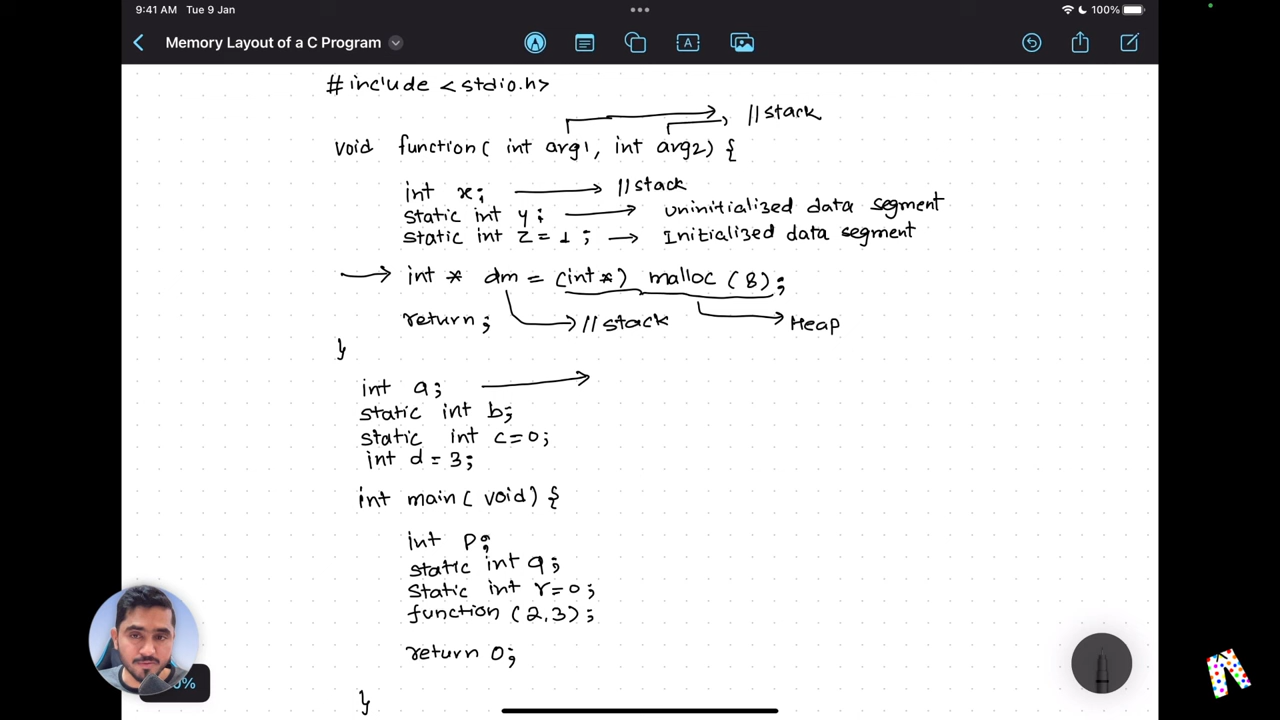 9:41 AM Tue 9 Jan
100%
Memory Layout of a C Program
#include <stdio.h>
//stack
void function( int arg1, int arg2) {
int x; //stack
static int y; uninitialized data segment
static int z=1; Initialized data segment
int * dm = (int*) malloc (8);
return; //stack Heap
}
int a;
static int b;
static int c=0;
int d = 3;
int main( void) {
int p;
static int q;
static int r=0;
function (2,3);
return 0;
}